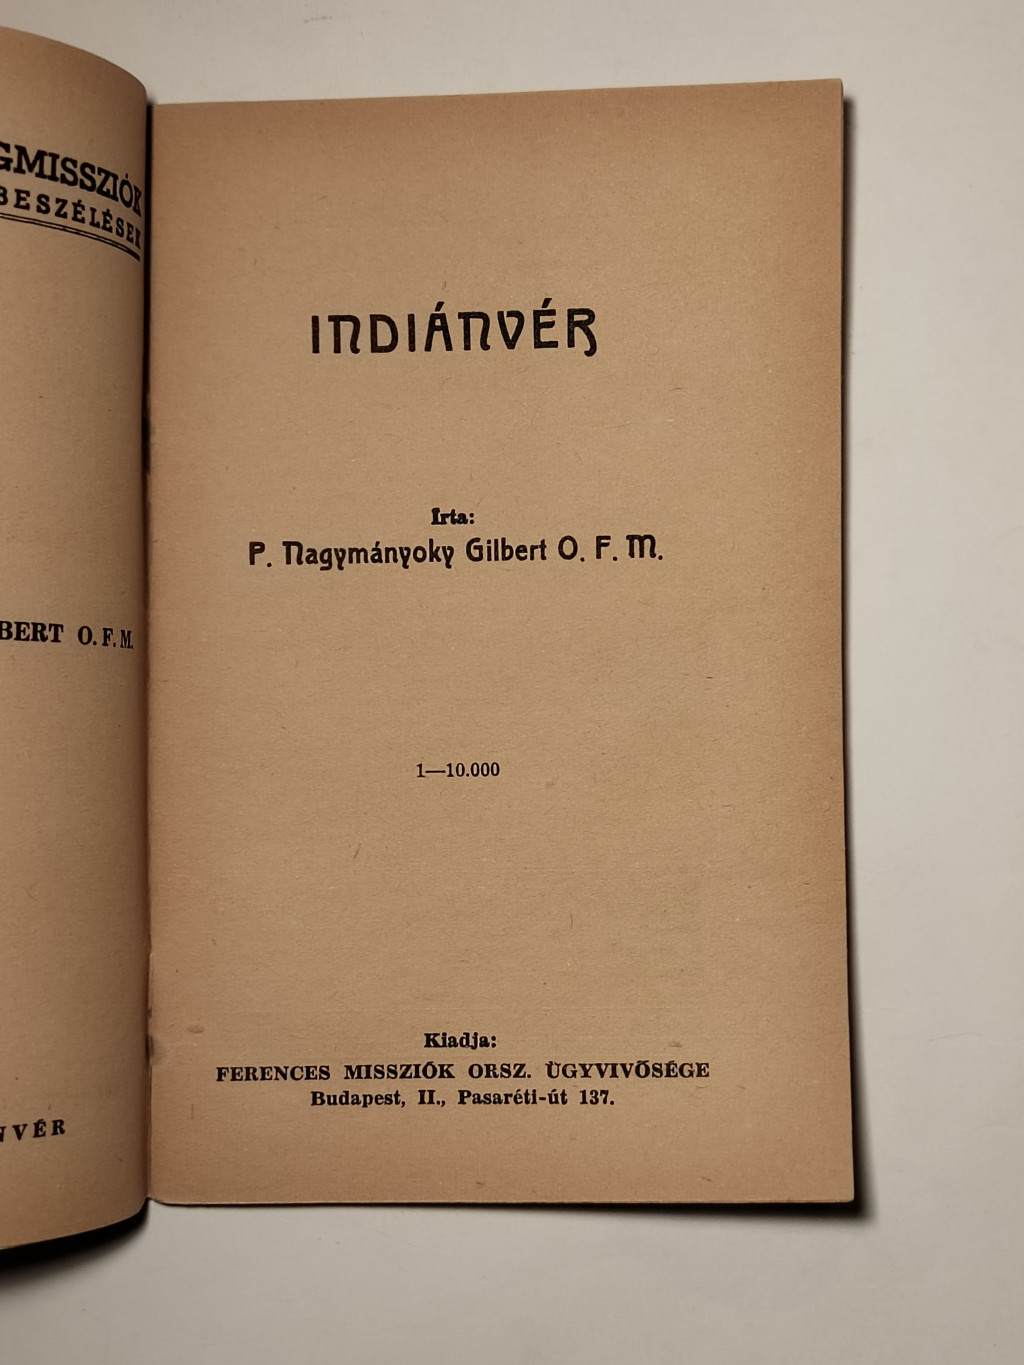 GMISSZIÓK
BESZÉLÉSEK
BERT O. F. M.
NVÉR
INDIÁNVÉR
Írta:
P. Nagymányoky Gilbert O. F. M.
1—10.000
Kiadja:
FERENCES MISSZIÓK ORSZ. ÜGYVIVŐSÉGE
Budapest, II., Pasaréti-út 137.